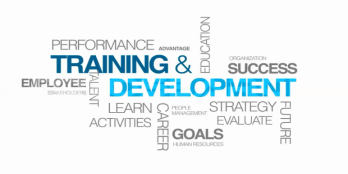 PERFORMANCE
ADVANTAGE
EDUCATION
TRAINING &
ORGANIZATION
SUCCESS
EMPLOYEE
TALENT
DEVELOPMENT
STAKEHOLDERS
LEARN
CAREER
PEOPLE
MANAGEMENT
STRATEGY
FUTURE
ACTIVITIES
EVALUATE
GOALS
HUMAN RESOURCES